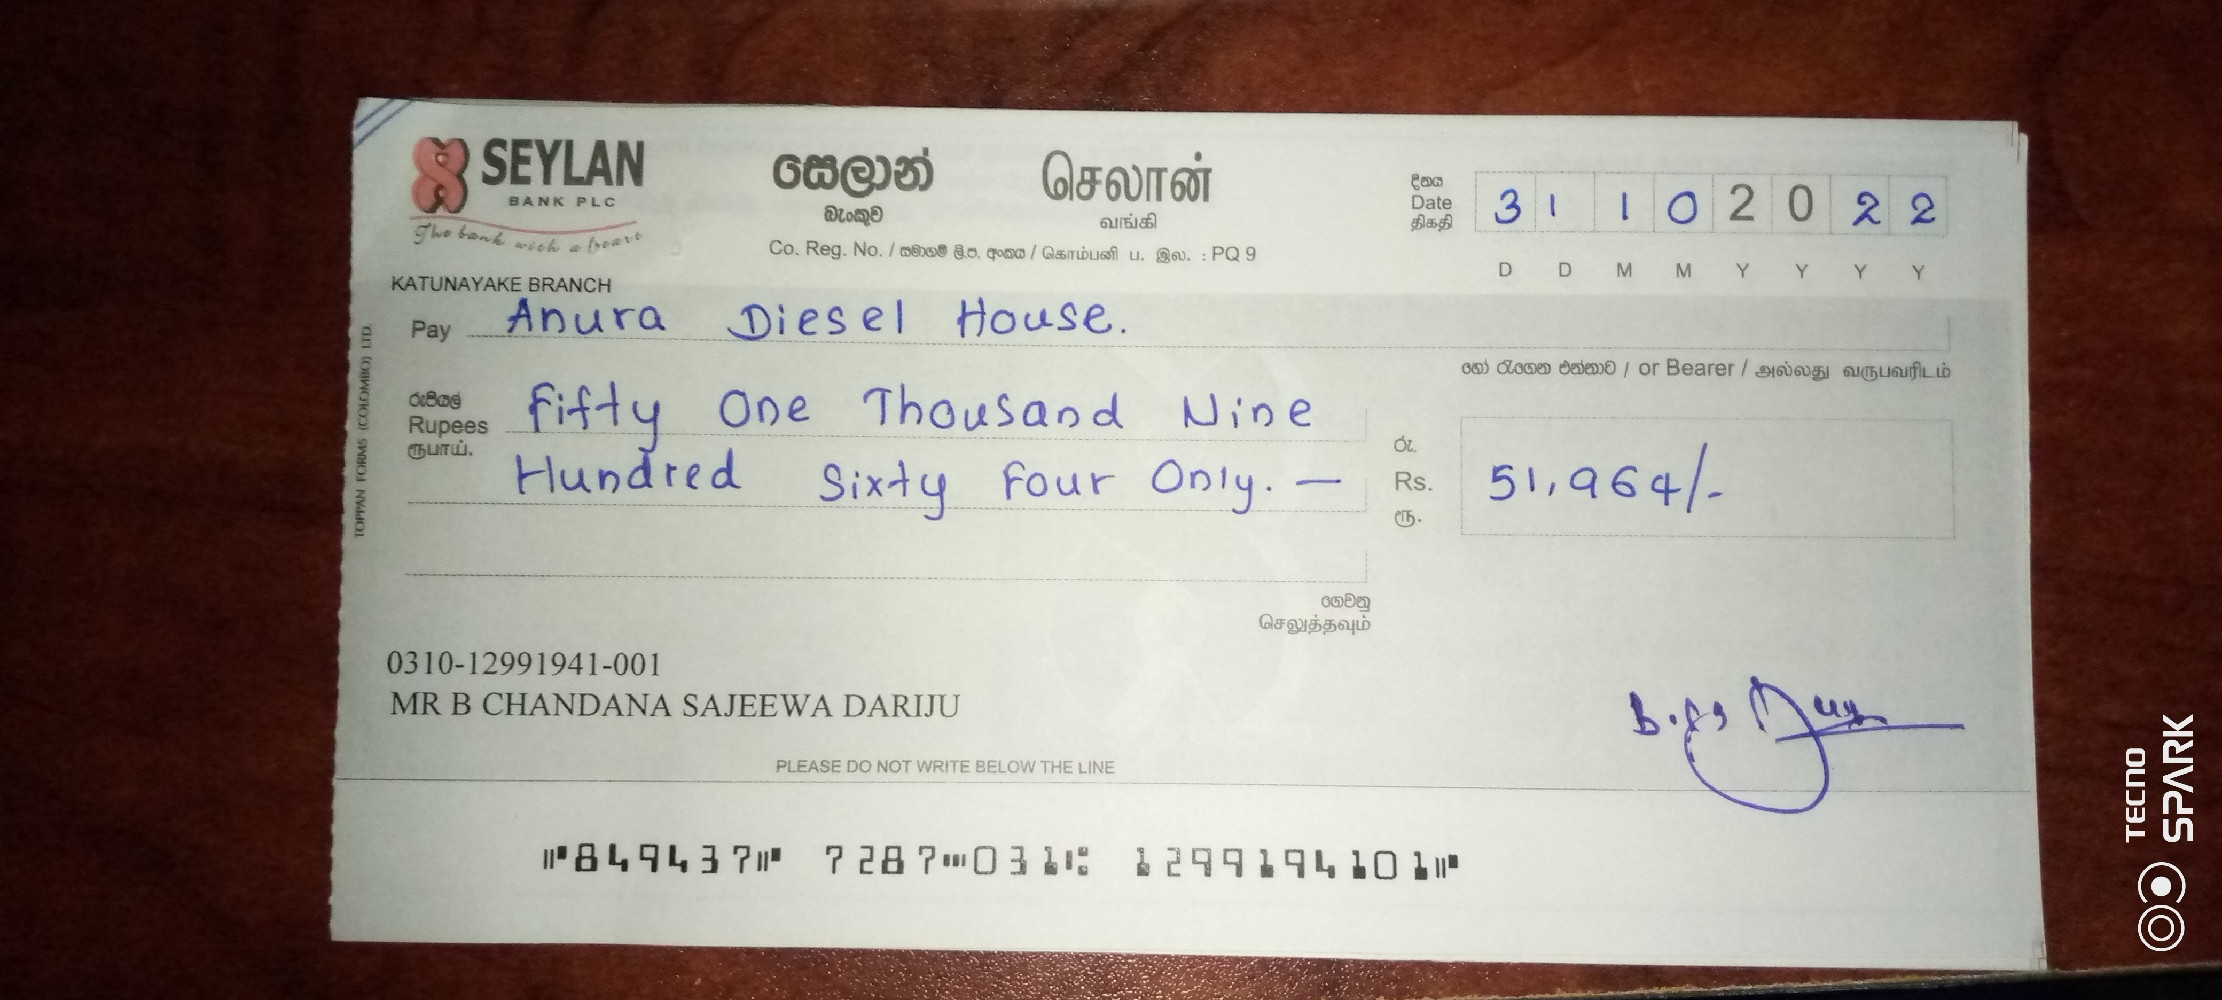 SEYLAN
BANK PLC
The bank with a heart
සෙලාන්
බැංකුව
செலான்
வங்கி
Co. Reg. No. / සමාගම් ලි.ප. අංකය / கொம்பனி ப. இல. : PQ 9
දිනය
Date
திகதி
3 1 1 0 2 0 2 2
D D M M Y Y Y Y
KATUNAYAKE BRANCH
Pay Anura Diesel House.
හෝ රැගෙන එන්නාට / or Bearer / அல்லது வருபவரிடம்
රුපියල්
Rupees
ரூபாய்.
Fifty One Thousand Nine
Hundred Sixty Four Only. —
රු.
Rs.
ரூ.
51,964/-
ගෙවනු
செலுத்தவும்
TOPPAN FORMS (COLOMBO) LTD.
0310-12991941-001
MR B CHANDANA SAJEEWA DARIJU
PLEASE DO NOT WRITE BELOW THE LINE
⑈849437⑈ 7287⑉031⑆ 1299194101⑈
TECNO
SPARK